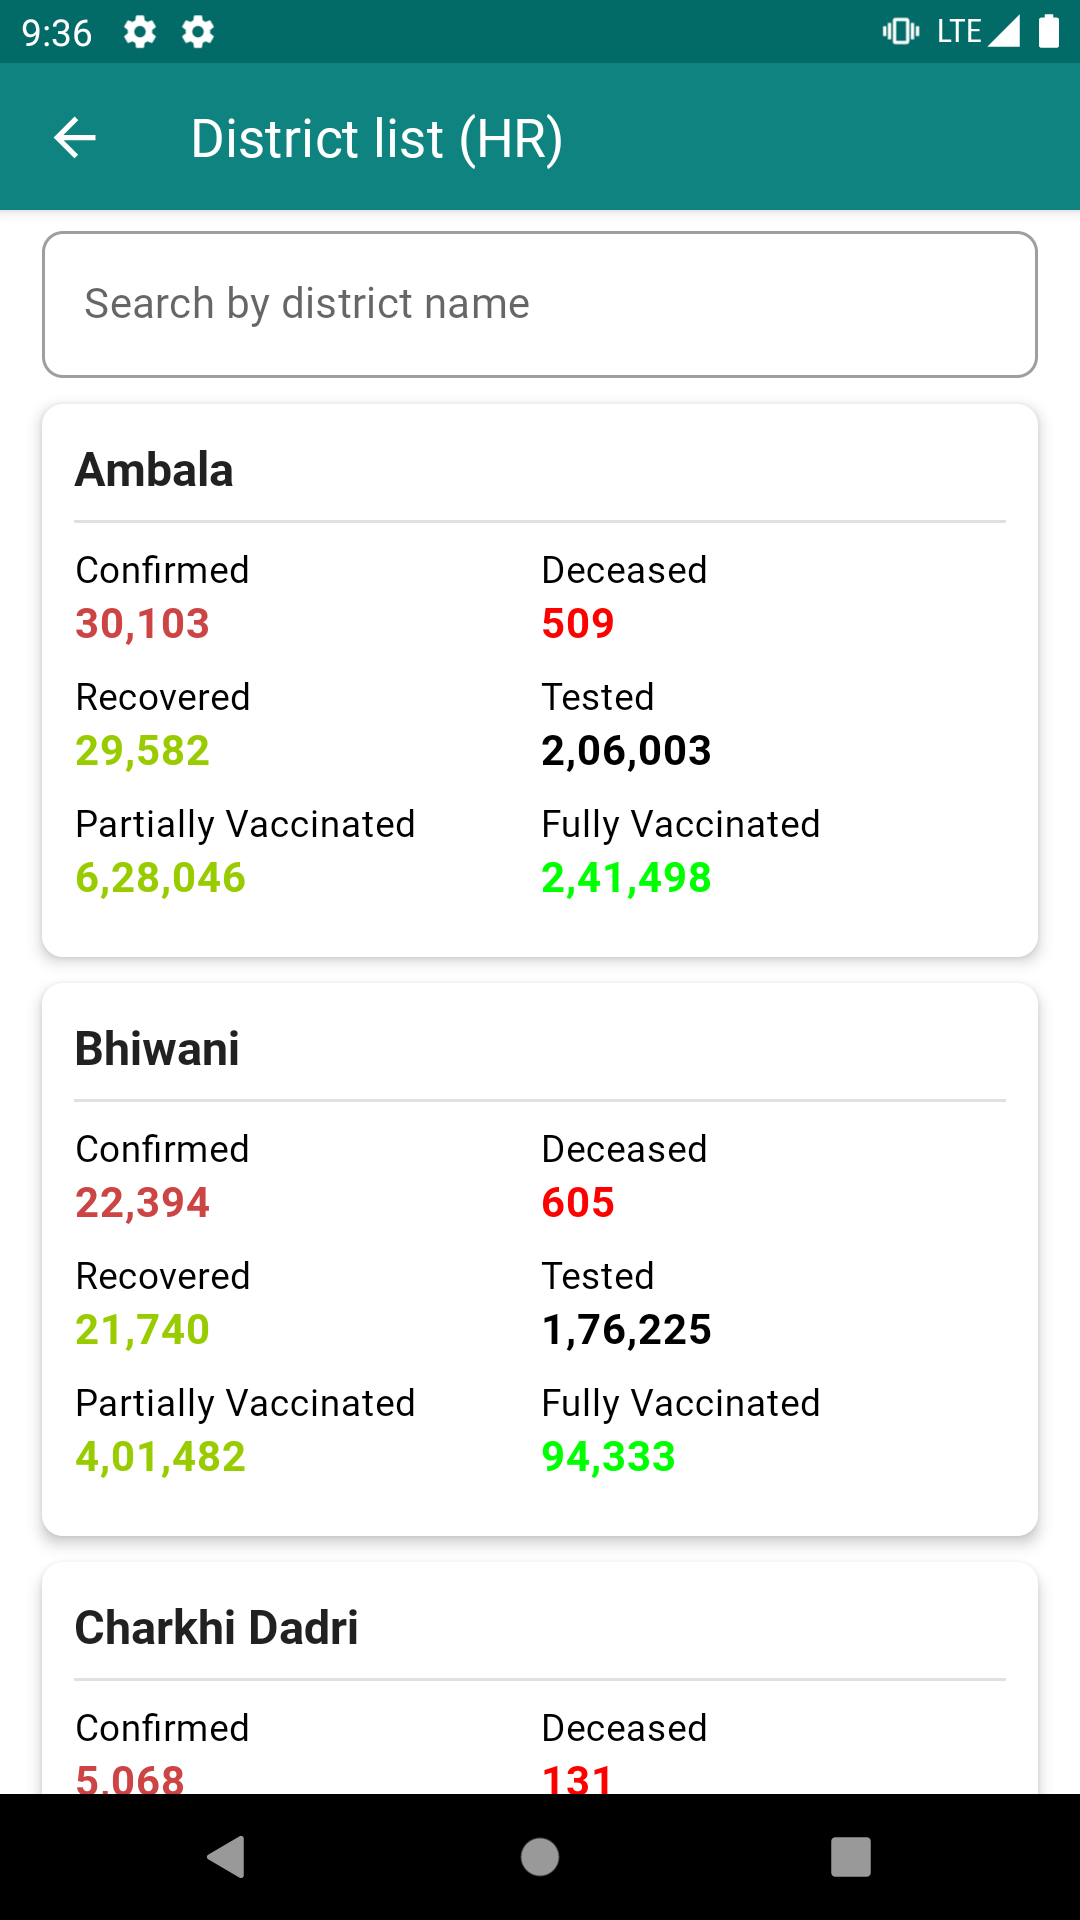 9:36
LTE
District list (HR)
Search by district name
Ambala
Confirmed Deceased
30,103 509
Recovered Tested
29,582 2,06,003
Partially Vaccinated Fully Vaccinated
6,28,046 2,41,498
Bhiwani
Confirmed Deceased
22,394 605
Recovered Tested
21,740 1,76,225
Partially Vaccinated Fully Vaccinated
4,01,482 94,333
Charkhi Dadri
Confirmed Deceased
5,068 131